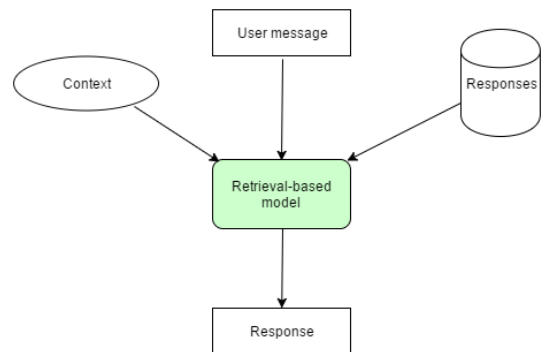 User message
Context
Responses
Retrieval-based
model
Response